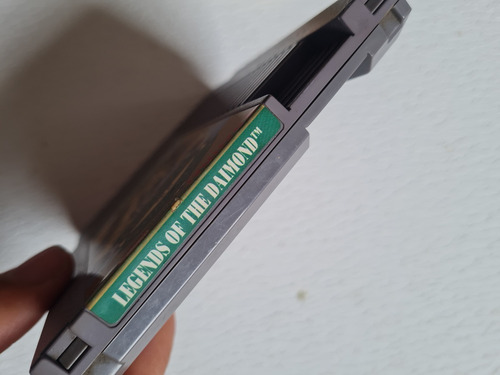 LEGENDS OF THE DAIMOND™